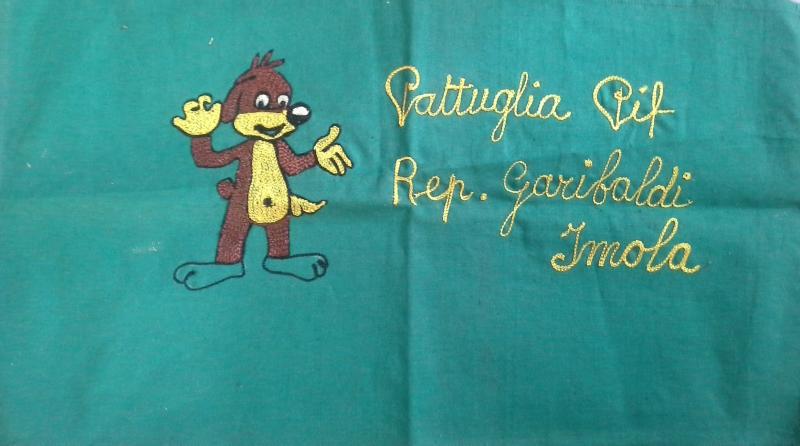 Pattuglia Pif
Rep. Garibaldi
Imola